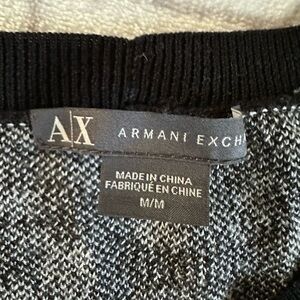 A|X ARMANI EXCH
MADE IN CHINA
FABRIQUÉ EN CHINE
M/M